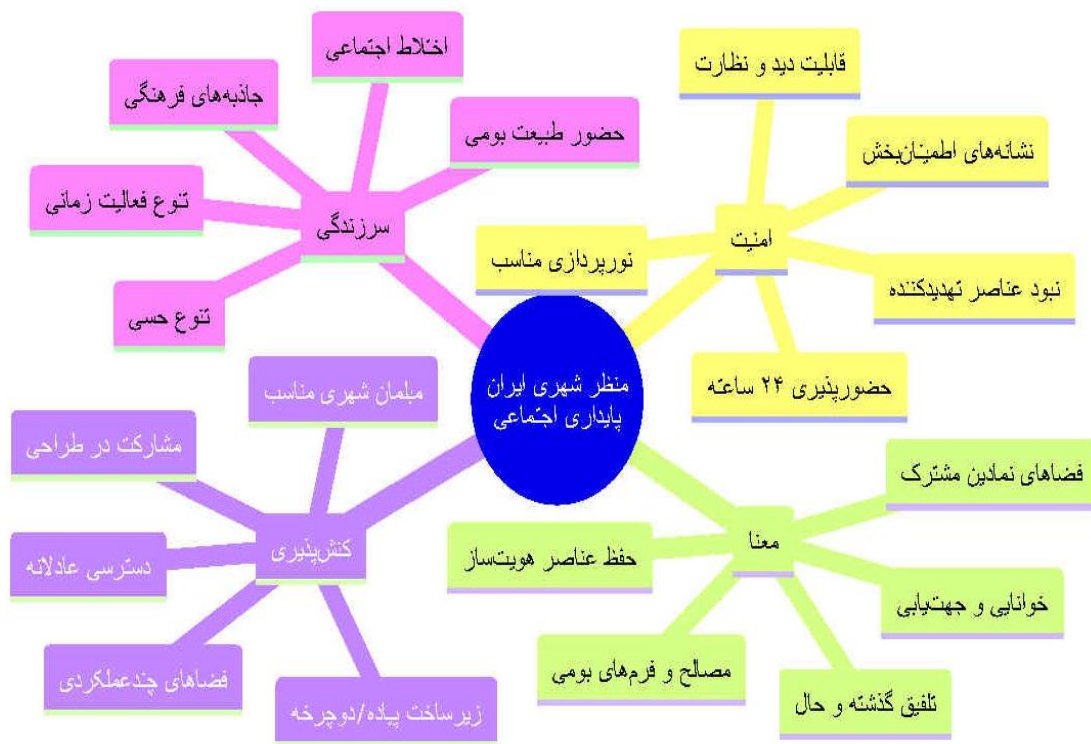 منظر شهری ایران
پایداری اجتماعی
امنیت
قابلیت دید و نظارت
نشانه‌های اطمینان‌بخش
نبود عناصر تهدیدکننده
حضورپذیری ۲۴ ساعته
نورپردازی مناسب
سرزندگی
حضور طبیعت بومی
اختلاط اجتماعی
جاذبه‌های فرهنگی
تنوع فعالیت زمانی
تنوع حسی
معنا
فضاهای نمادین مشترک
خوانایی و جهت‌یابی
تلفیق گذشته و حال
مصالح و فرم‌های بومی
حفظ عناصر هویت‌ساز
کنش‌پذیری
مبلمان شهری مناسب
مشارکت در طراحی
دسترسی عادلانه
فضاهای چندعملکردی
زیرساخت پیاده/دوچرخه